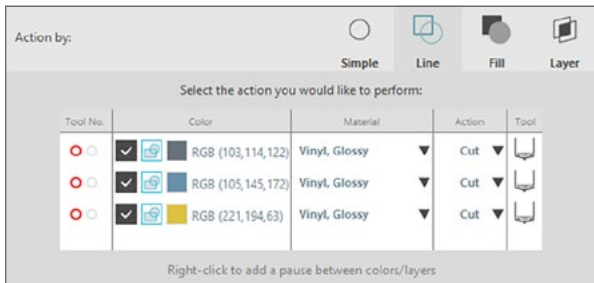 Action by:
Simple Line Fill Layer
Select the action you would like to perform:
Tool No. Color Material Action Tool
RGB (103,114,122) Vinyl, Glossy Cut
RGB (105,145,172) Vinyl, Glossy Cut
RGB (221,194,63) Vinyl, Glossy Cut
Right-click to add a pause between colors/layers